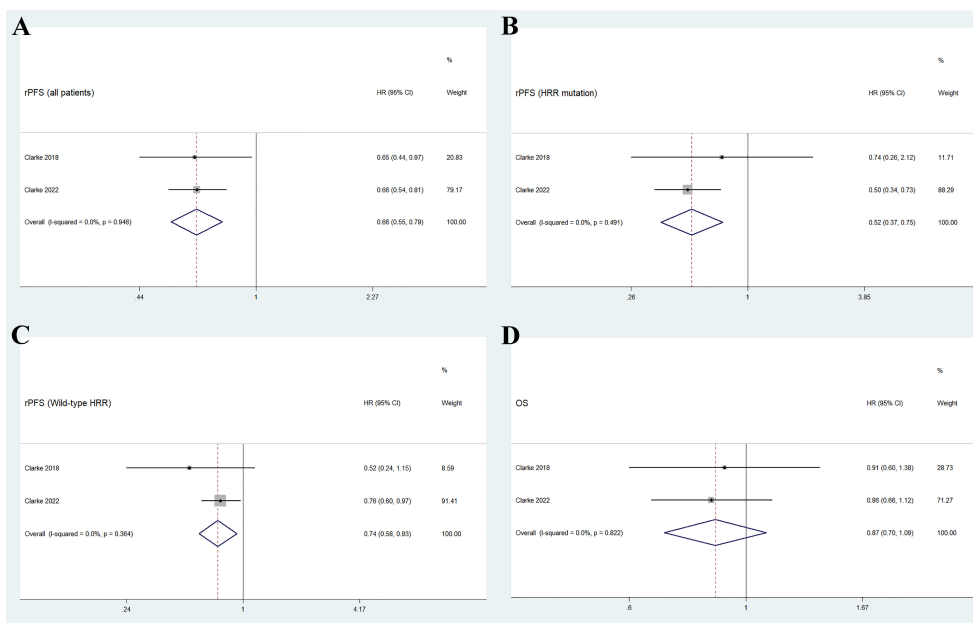 A
%
rPFS (all patients) HR (95% CI) Weight
Clarke 2018 0.65 (0.44, 0.97) 20.83
Clarke 2022 0.66 (0.54, 0.81) 79.17
Overall (I-squared = 0.0%, p = 0.946) 0.66 (0.55, 0.79) 100.00
.44 1 2.27
B
%
rPFS (HRR mutation) HR (95% CI) Weight
Clarke 2018 0.74 (0.26, 2.12) 11.71
Clarke 2022 0.50 (0.34, 0.73) 88.29
Overall (I-squared = 0.0%, p = 0.491) 0.52 (0.37, 0.75) 100.00
.26 1 3.85
C
%
rPFS (Wild-type HRR) HR (95% CI) Weight
Clarke 2018 0.52 (0.24, 1.15) 8.59
Clarke 2022 0.76 (0.60, 0.97) 91.41
Overall (I-squared = 0.0%, p = 0.364) 0.74 (0.58, 0.93) 100.00
.24 1 4.17
D
%
OS HR (95% CI) Weight
Clarke 2018 0.91 (0.60, 1.38) 28.73
Clarke 2022 0.86 (0.66, 1.12) 71.27
Overall (I-squared = 0.0%, p = 0.822) 0.87 (0.70, 1.09) 100.00
.6 1 1.67